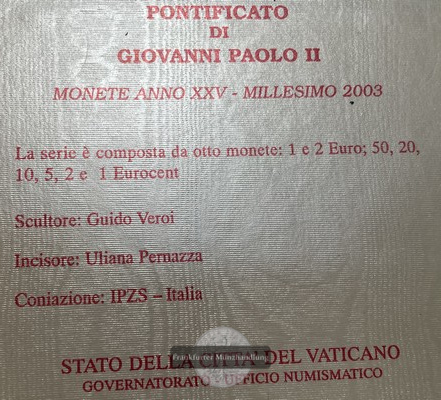 PONTIFICATO
DI
GIOVANNI PAOLO II
MONETE ANNO XXV - MILLESIMO 2003
La serie è composta da otto monete: 1 e 2 Euro; 50, 20,
10, 5, 2 e 1 Eurocent
Scultore: Guido Veroi
Incisore: Uliana Pernazza
Coniazione: IPZS – Italia
Frankfurter Münzhandlung
STATO DELLA CITTA' DEL VATICANO
GOVERNATORATO - UFFICIO NUMISMATICO